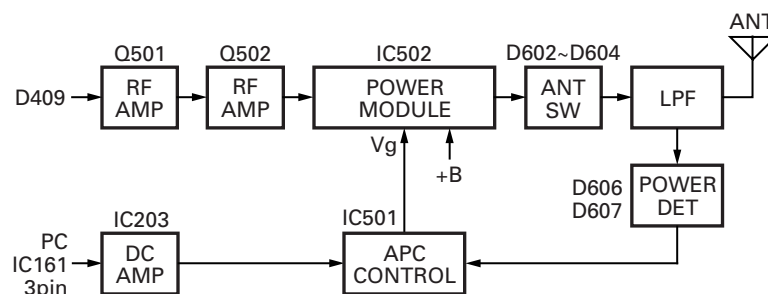 ANT
Q501
Q502
IC502
D602~D604
D409
RF
AMP
RF
AMP
POWER
MODULE
ANT
SW
LPF
Vg
+B
D606
D607
POWER
DET
IC203
IC501
PC
IC161
3pin
DC
AMP
APC
CONTROL